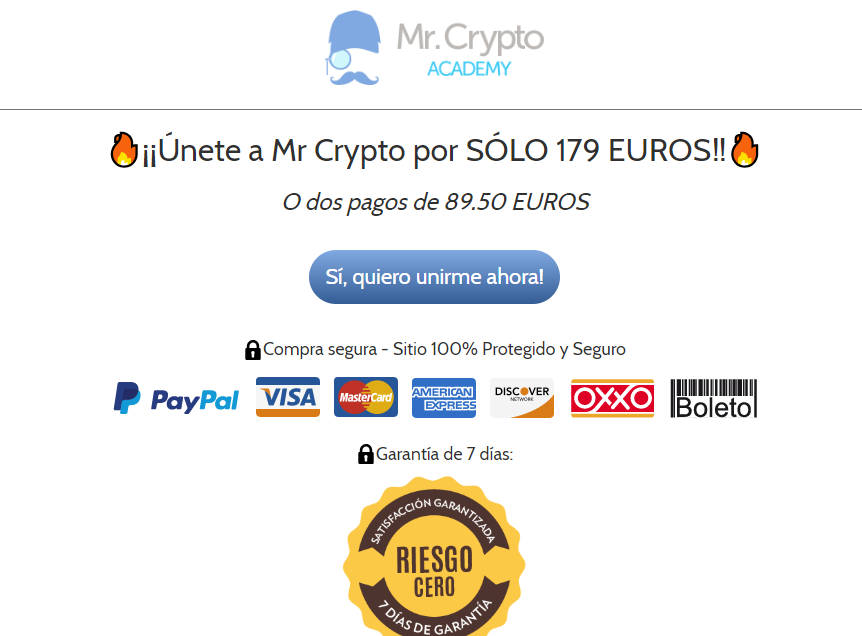 Mr. Crypto
ACADEMY
¡¡Únete a Mr Crypto por SÓLO 179 EUROS!!
O dos pagos de 89.50 EUROS
Sí, quiero unirme ahora!
Compra segura - Sitio 100% Protegido y Seguro
PayPal VISA MasterCard AMERICAN EXPRESS DISCOVER NETWORK OXXO Boleto
Garantía de 7 días:
SATISFACCIÓN GARANTIZADA
RIESGO
CERO
7 DÍAS DE GARANTÍA